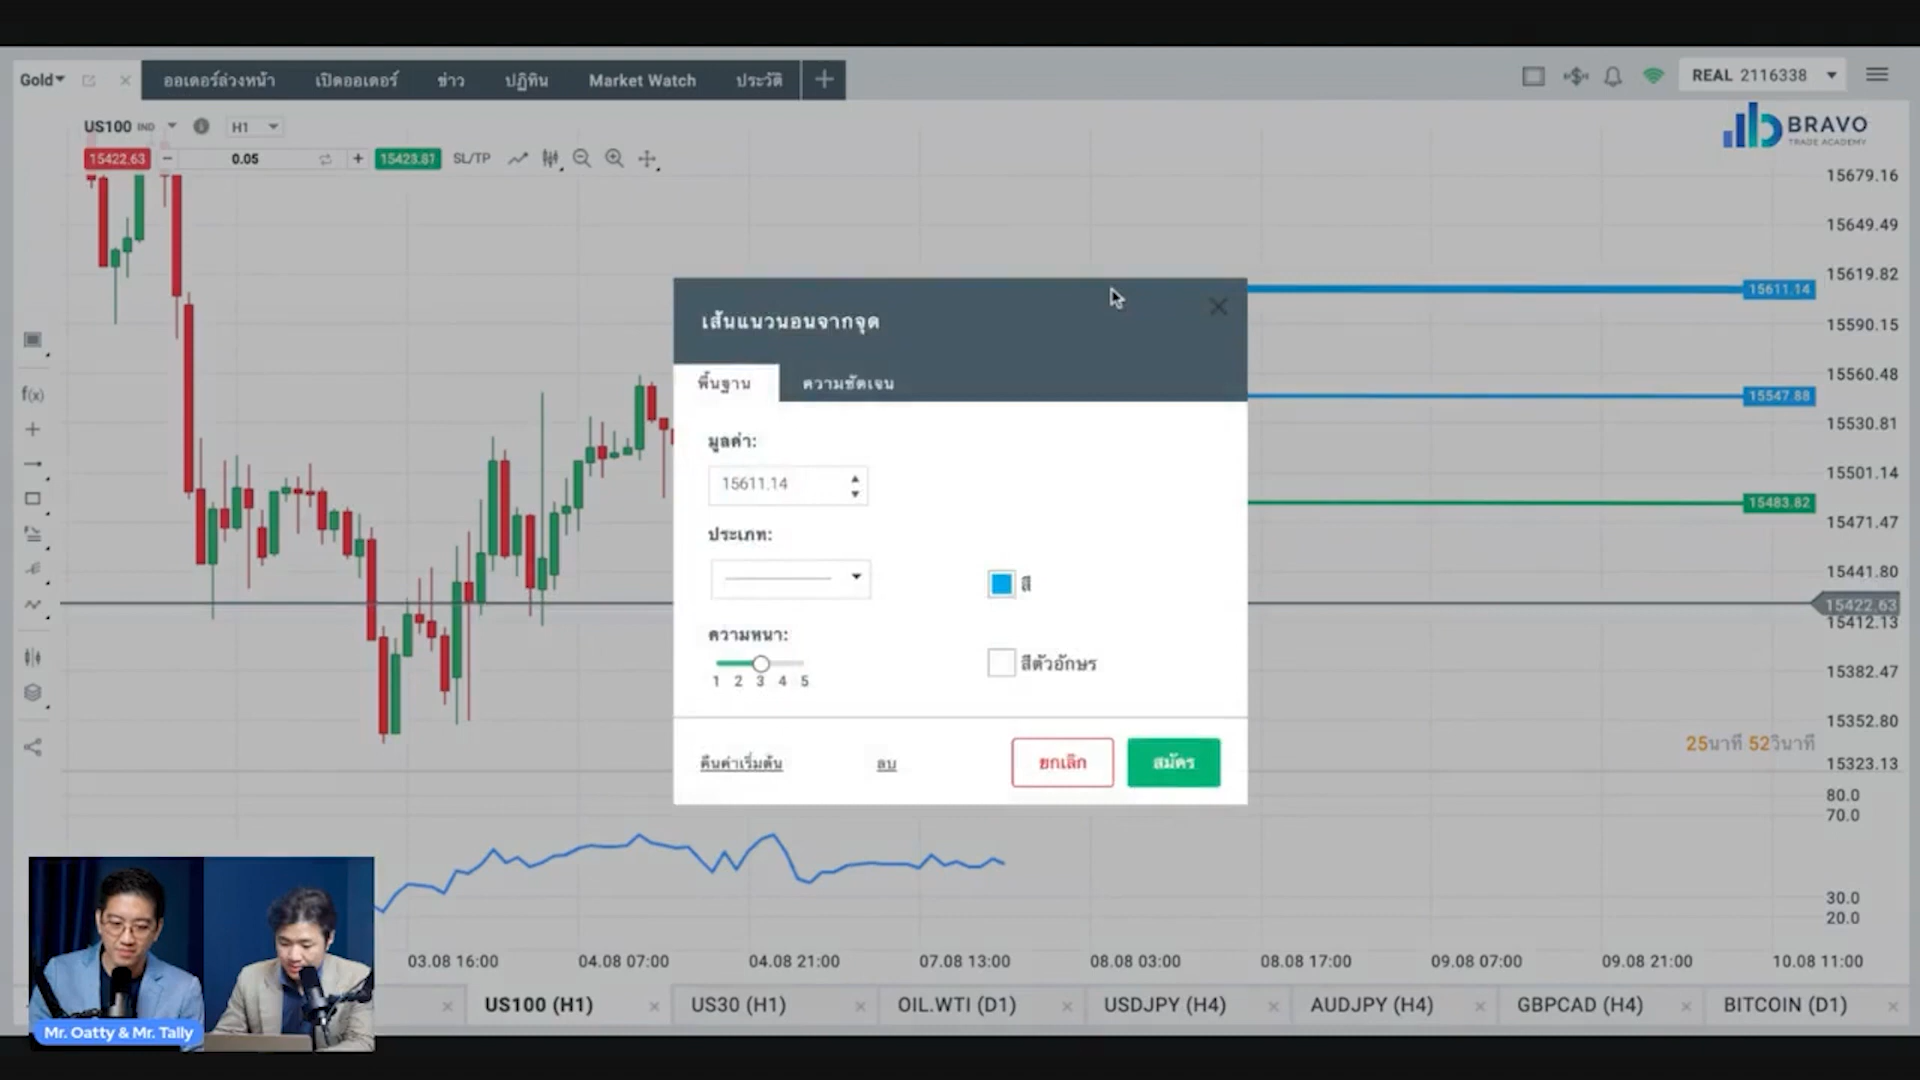 Gold
ออเดอร์ล่วงหน้า
เปิดออเดอร์
ข่าว
ปฏิทิน
Market Watch
ประวัติ
REAL 2116338
US100 IND
H1
BRAVO
TRADE ACADEMY
15422.63
0.05
15423.81
SL/TP
15679.16
15649.49
15619.82
15611.14
15590.15
15560.48
15547.88
15530.81
15501.14
15483.82
15471.47
15441.80
15422.63
15412.13
15382.47
15352.80
25นาที 52วินาที
15323.13
80.0
70.0
30.0
20.0
f(x)
เส้นแนวนอนจากจุด
พื้นฐาน
ความชัดเจน
มูลค่า:
15611.14
ประเภท:
สี
ความหนา:
1 2 3 4 5
สีตัวอักษร
คืนค่าเริ่มต้น
ลบ
ยกเลิก
สมัคร
03.08 16:00
04.08 07:00
04.08 21:00
07.08 13:00
08.08 03:00
08.08 17:00
09.08 07:00
09.08 21:00
10.08 11:00
US100 (H1)
US30 (H1)
OIL.WTI (D1)
USDJPY (H4)
AUDJPY (H4)
GBPCAD (H4)
BITCOIN (D1)
Mr. Oatty & Mr. Tally